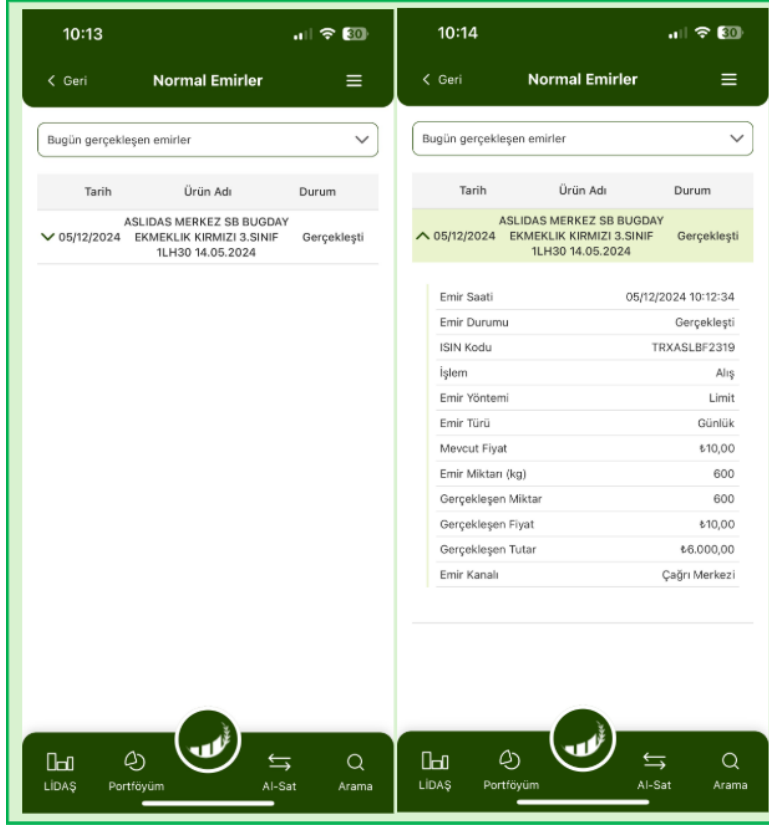 10:13
30
Geri
Normal Emirler
Bugün gerçekleşen emirler
Tarih Ürün Adı Durum
05/12/2024 ASLIDAS MERKEZ SB BUGDAY Gerçekleşti
EKMEKLIK KIRMIZI 3.SINIF
1LH30 14.05.2024
LİDAŞ Portföyüm Al-Sat Arama
10:14
30
Geri
Normal Emirler
Bugün gerçekleşen emirler
Tarih Ürün Adı Durum
05/12/2024 ASLIDAS MERKEZ SB BUGDAY Gerçekleşti
EKMEKLIK KIRMIZI 3.SINIF
1LH30 14.05.2024
Emir Saati 05/12/2024 10:12:34
Emir Durumu Gerçekleşti
ISIN Kodu TRXASLBF2319
İşlem Alış
Emir Yöntemi Limit
Emir Türü Günlük
Mevcut Fiyat ₺10,00
Emir Miktarı (kg) 600
Gerçekleşen Miktar 600
Gerçekleşen Fiyat ₺10,00
Gerçekleşen Tutar ₺6.000,00
Emir Kanalı Çağrı Merkezi
LİDAŞ Portföyüm Al-Sat Arama